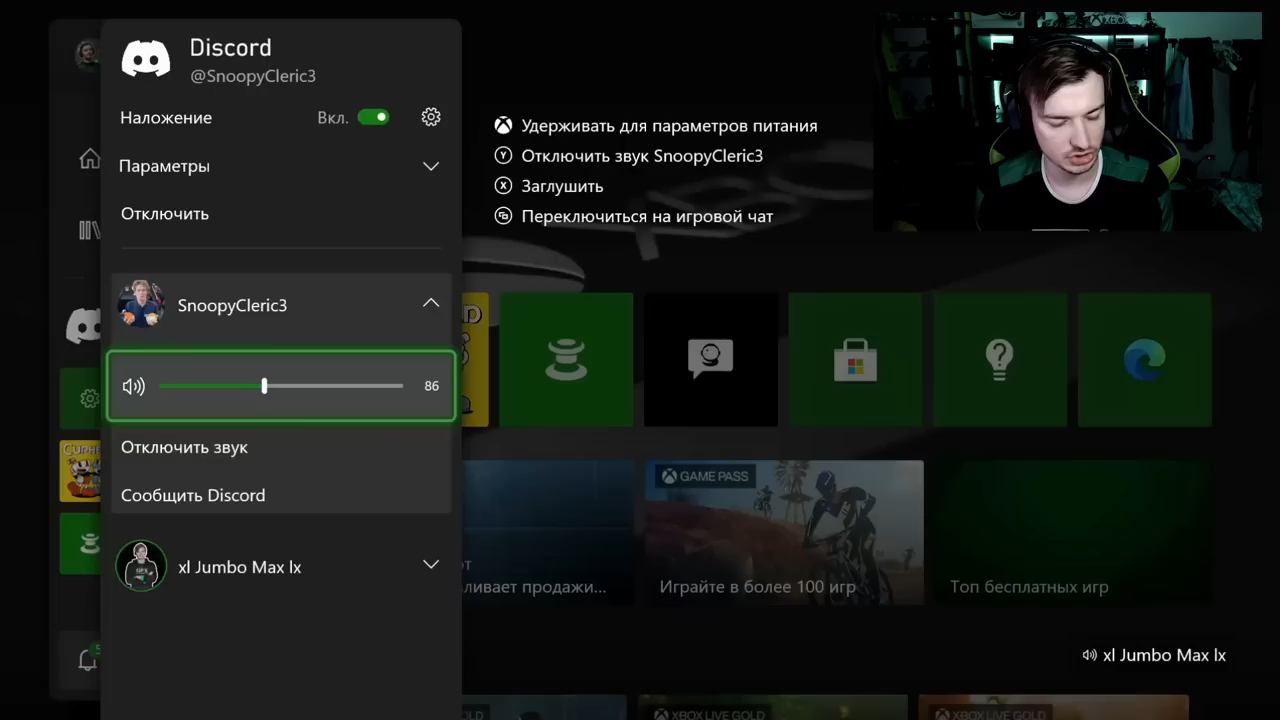 Discord
@SnoopyCleric3
Наложение
Вкл.
Параметры
Отключить
SnoopyCleric3
86
Отключить звук
Сообщить Discord
xl Jumbo Max lx
Удерживать для параметров питания
Y Отключить звук SnoopyCleric3
X Заглушить
Переключиться на игровой чат
XBOX
GAME PASS
ливает продажи...
Играйте в более 100 игр
Топ бесплатных игр
xl Jumbo Max lx
XBOX LIVE GOLD
XBOX LIVE GOLD